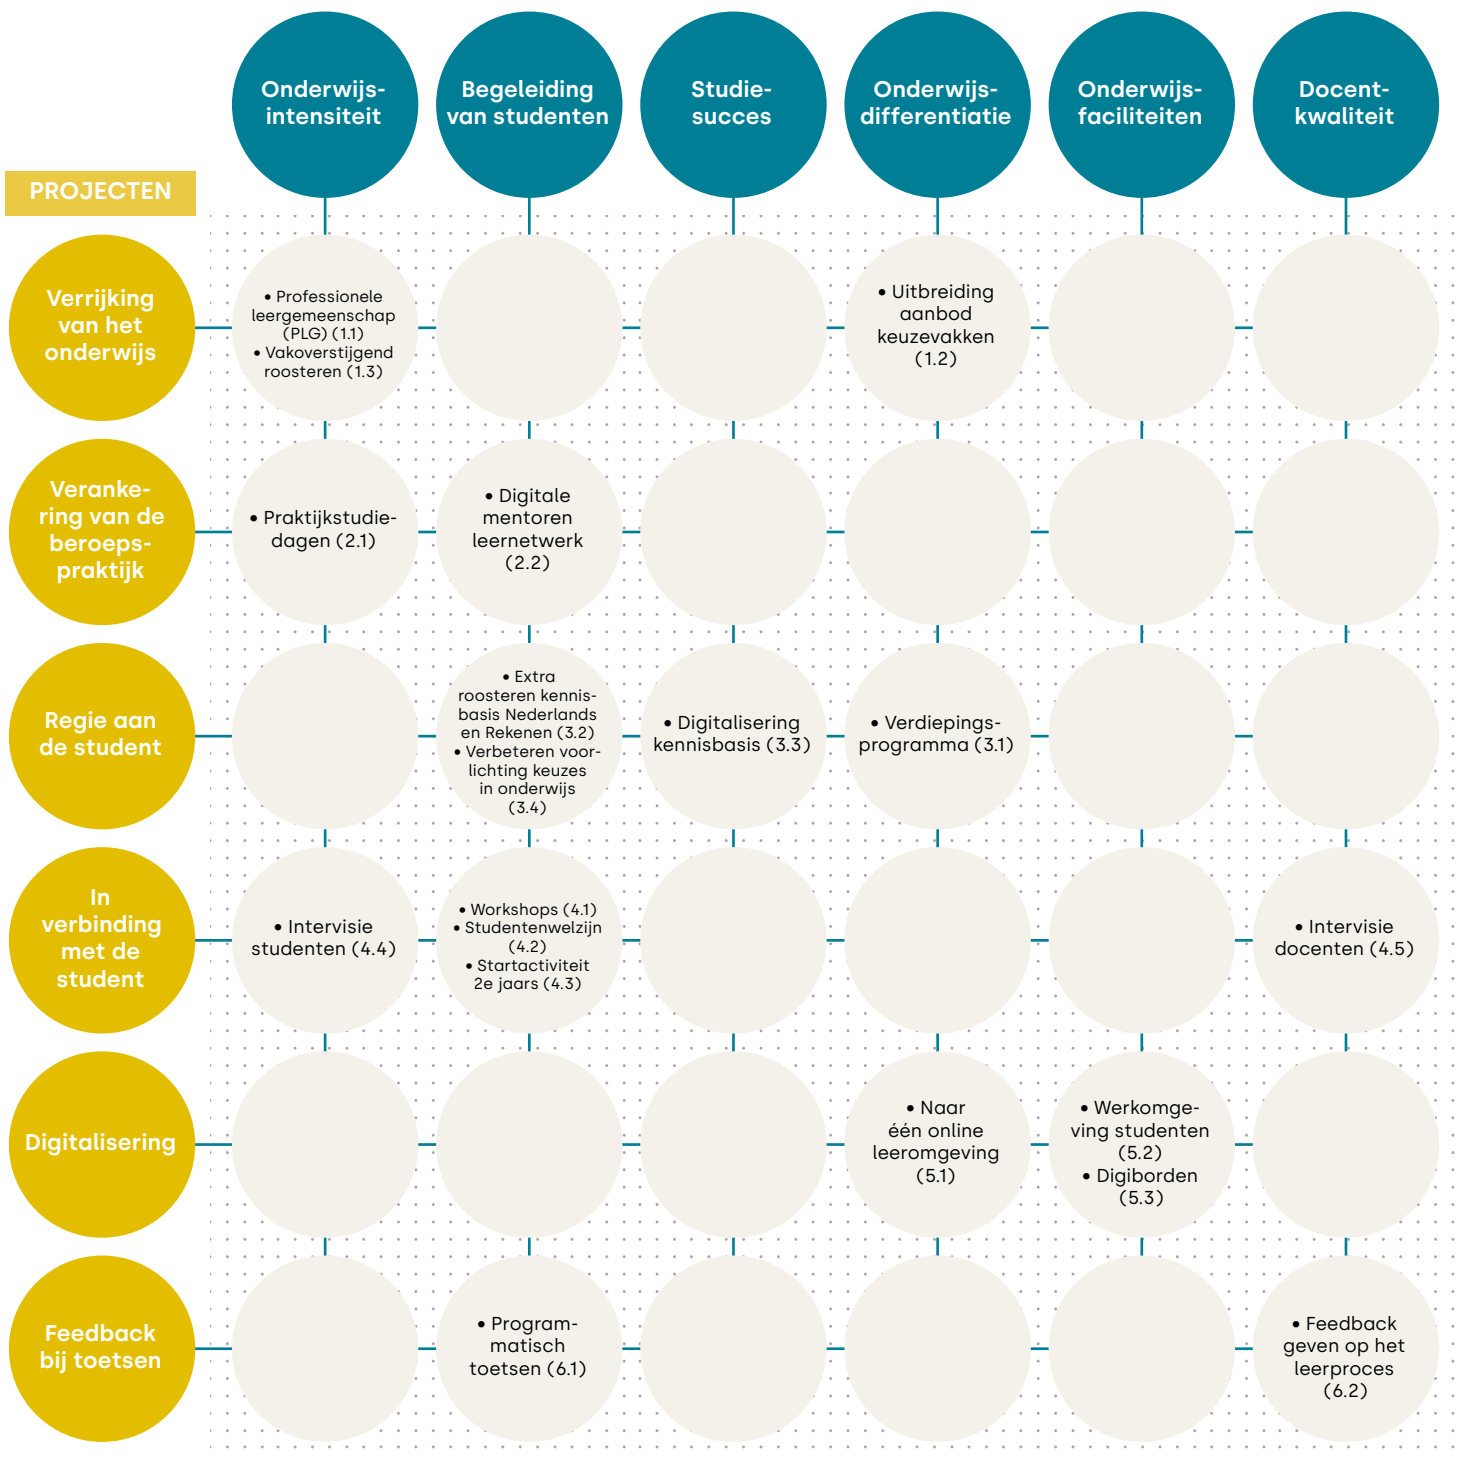 Onderwijs-
intensiteit
Begeleiding
van studenten
Studie-
succes
Onderwijs-
differentiatie
Onderwijs-
faciliteiten
Docent-
kwaliteit
PROJECTEN
Verrijking
van het
onderwijs
• Professionele
leergemeenschap
(PLG) (1.1)
• Vakoverstijgend
roosteren (1.3)
• Uitbreiding
aanbod
keuzevakken
(1.2)
Veranke-
ring van de
beroeps-
praktijk
• Praktijkstudie-
dagen (2.1)
• Digitale
mentoren
leernetwerk
(2.2)
Regie aan
de student
• Extra
roosteren kennis-
basis Nederlands
en Rekenen (3.2)
• Verbeteren voor-
lichting keuzes
in onderwijs
(3.4)
• Digitalisering
kennisbasis (3.3)
• Verdiepings-
programma (3.1)
In
verbinding
met de
student
• Intervisie
studenten (4.4)
• Workshops (4.1)
• Studentenwelzijn
(4.2)
• Startactiviteit
2e jaars (4.3)
• Intervisie
docenten (4.5)
Digitalisering
• Naar
één online
leeromgeving
(5.1)
• Werkomge-
ving studenten
(5.2)
• Digiborden
(5.3)
Feedback
bij toetsen
• Program-
matisch
toetsen (6.1)
• Feedback
geven op het
leerproces
(6.2)